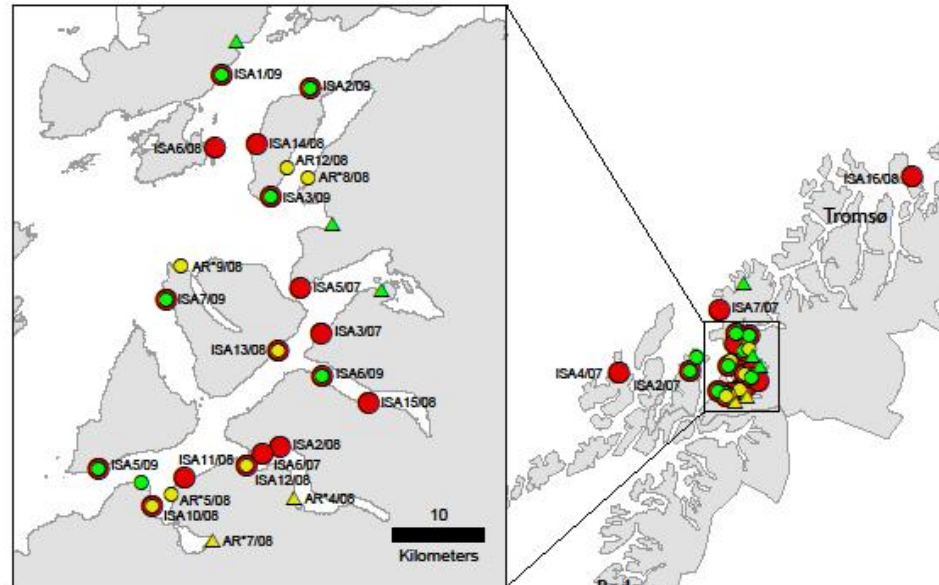 ISA1/09
ISA2/09
ISA6/08
ISA14/08
AR12/08
AR*8/08
ISA3/09
AR*9/08
ISA5/07
ISA7/09
ISA3/07
ISA13/08
ISA6/09
ISA15/08
ISA2/08
ISA11/08
ISA6/07
ISA5/09
ISA12/08
AR*5/08
AR*4/08
ISA10/08
AR*7/08
10
Kilometers
ISA16/08
Tromsø
ISA7/07
ISA4/07
ISA2/07